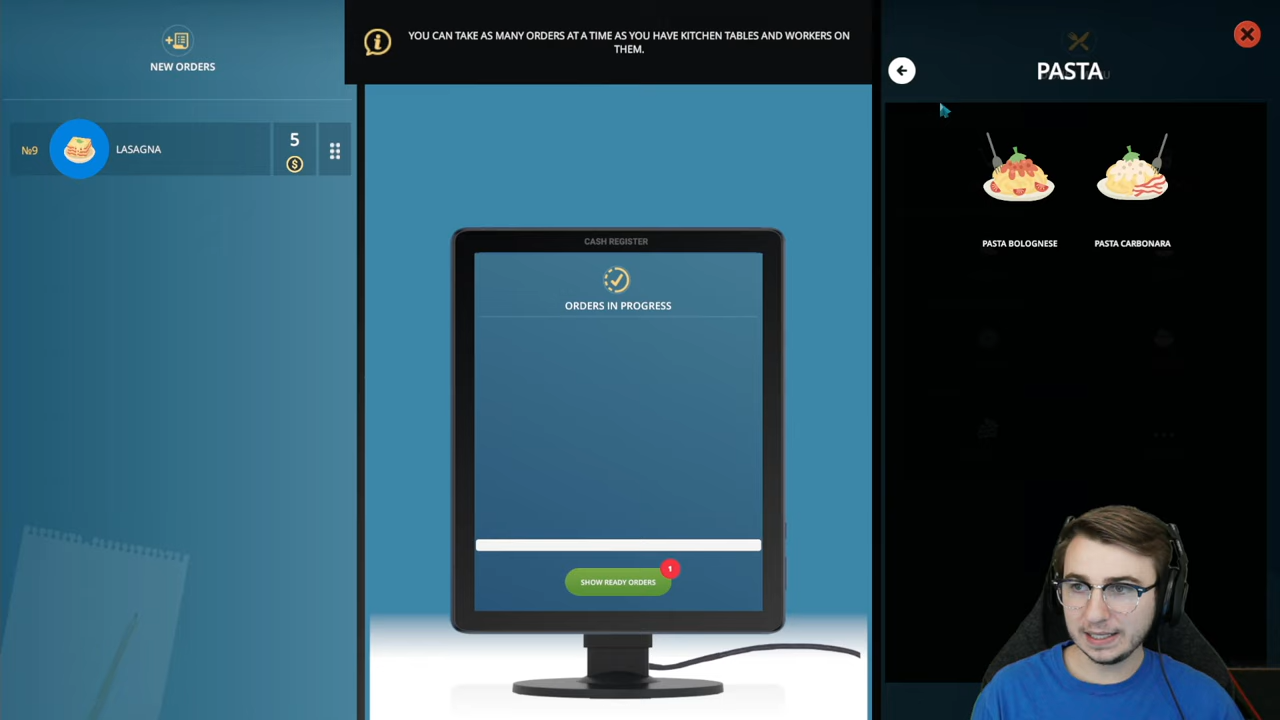 NEW ORDERS
№9
LASAGNA
5
$
YOU CAN TAKE AS MANY ORDERS AT A TIME AS YOU HAVE KITCHEN TABLES AND WORKERS ON
THEM.
CASH REGISTER
ORDERS IN PROGRESS
SHOW READY ORDERS
1
PASTA
PASTA BOLOGNESE
PASTA CARBONARA